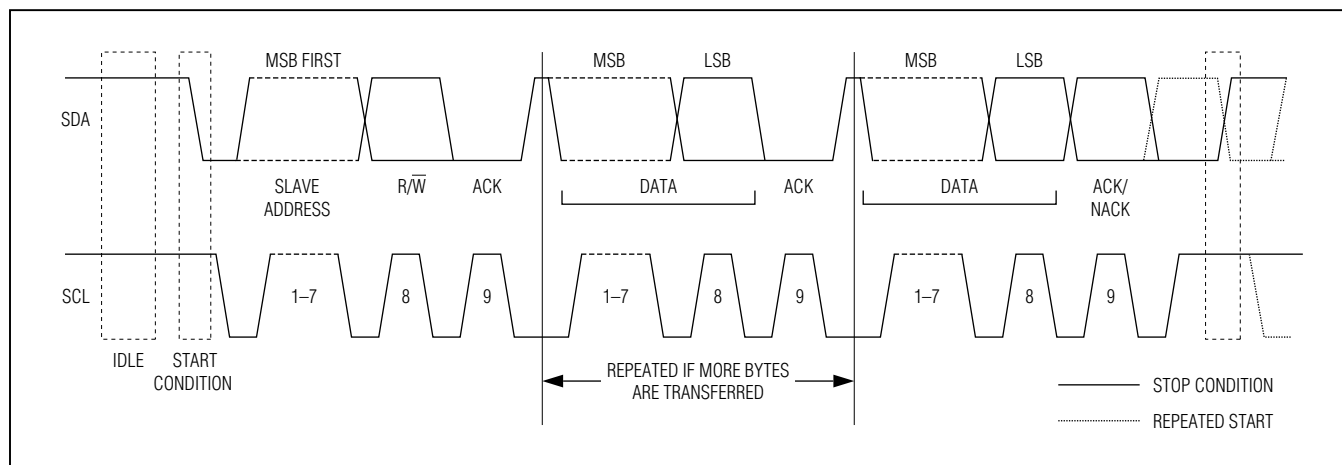 MSB FIRST
MSB
LSB
MSB
LSB
SDA
SLAVE
ADDRESS
R/W̅
ACK
DATA
ACK
DATA
ACK/
NACK
SCL
1–7
8
9
1–7
8
9
1–7
8
9
IDLE
START
CONDITION
REPEATED IF MORE BYTES
ARE TRANSFERRED
STOP CONDITION
REPEATED START